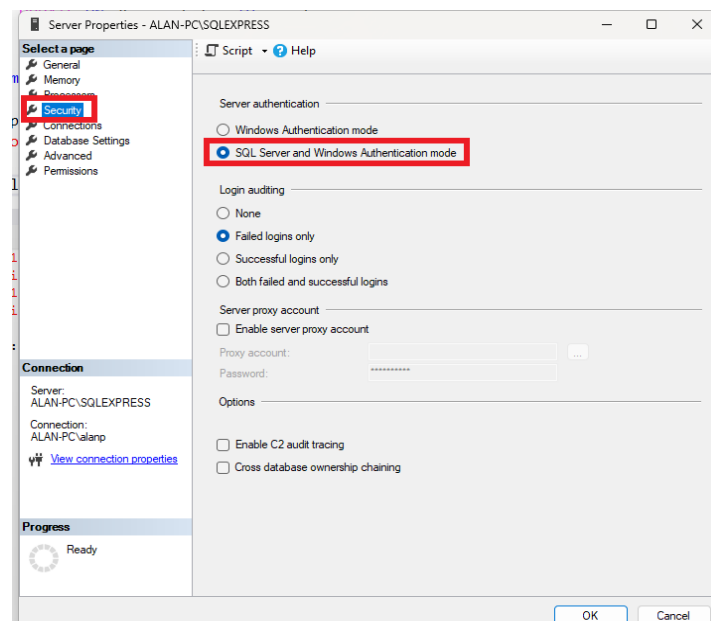 Server Properties - ALAN-PC\SQLEXPRESS
Select a page
General
Memory
Processors
Security
Connections
Database Settings
Advanced
Permissions
Script
Help
Server authentication
Windows Authentication mode
SQL Server and Windows Authentication mode
Login auditing
None
Failed logins only
Successful logins only
Both failed and successful logins
Server proxy account
Enable server proxy account
Proxy account:
...
Password:
**********
Options
Enable C2 audit tracing
Cross database ownership chaining
Connection
Server:
ALAN-PC\SQLEXPRESS
Connection:
ALAN-PC\alanp
View connection properties
Progress
Ready
OK
Cancel